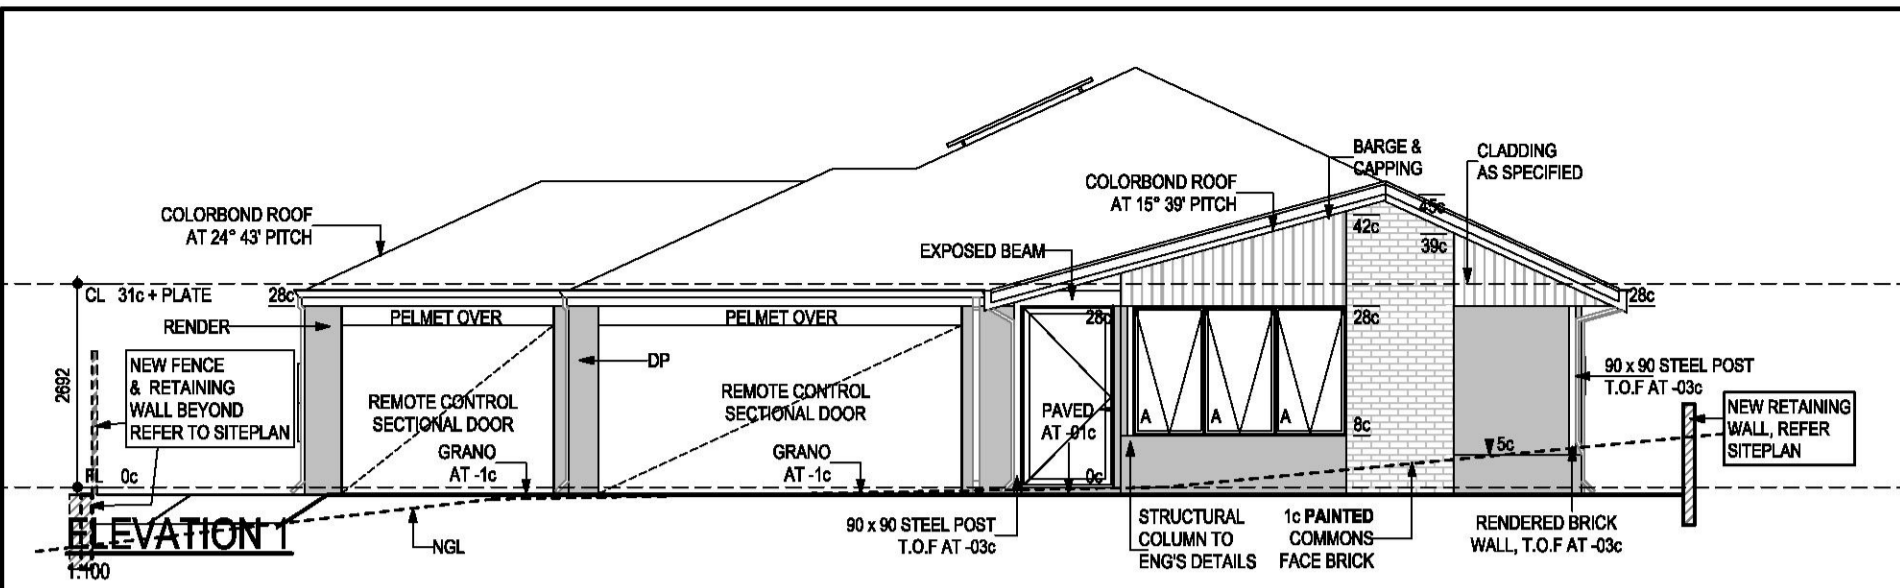 COLORBOND ROOF
AT 24° 43' PITCH
EXPOSED BEAM
COLORBOND ROOF
AT 15° 39' PITCH
BARGE &
CAPPING
CLADDING
AS SPECIFIED
45c
42c
39c
CL 31c + PLATE
28c
28c
RENDER
PELMET OVER
PELMET OVER
28c
28c
2692
NEW FENCE
& RETAINING
WALL BEYOND
REFER TO SITEPLAN
DP
REMOTE CONTROL
SECTIONAL DOOR
REMOTE CONTROL
SECTIONAL DOOR
90 x 90 STEEL POST
T.O.F AT -03c
PAVED
AT -01c
A
A
A
8c
NEW RETAINING
WALL, REFER
SITEPLAN
5c
GRANO
AT -1c
GRANO
AT -1c
FL 0c
0c
ELEVATION 1
1:100
NGL
90 x 90 STEEL POST
T.O.F AT -03c
STRUCTURAL
COLUMN TO
ENG'S DETAILS
1c PAINTED
COMMONS
FACE BRICK
RENDERED BRICK
WALL, T.O.F AT -03c